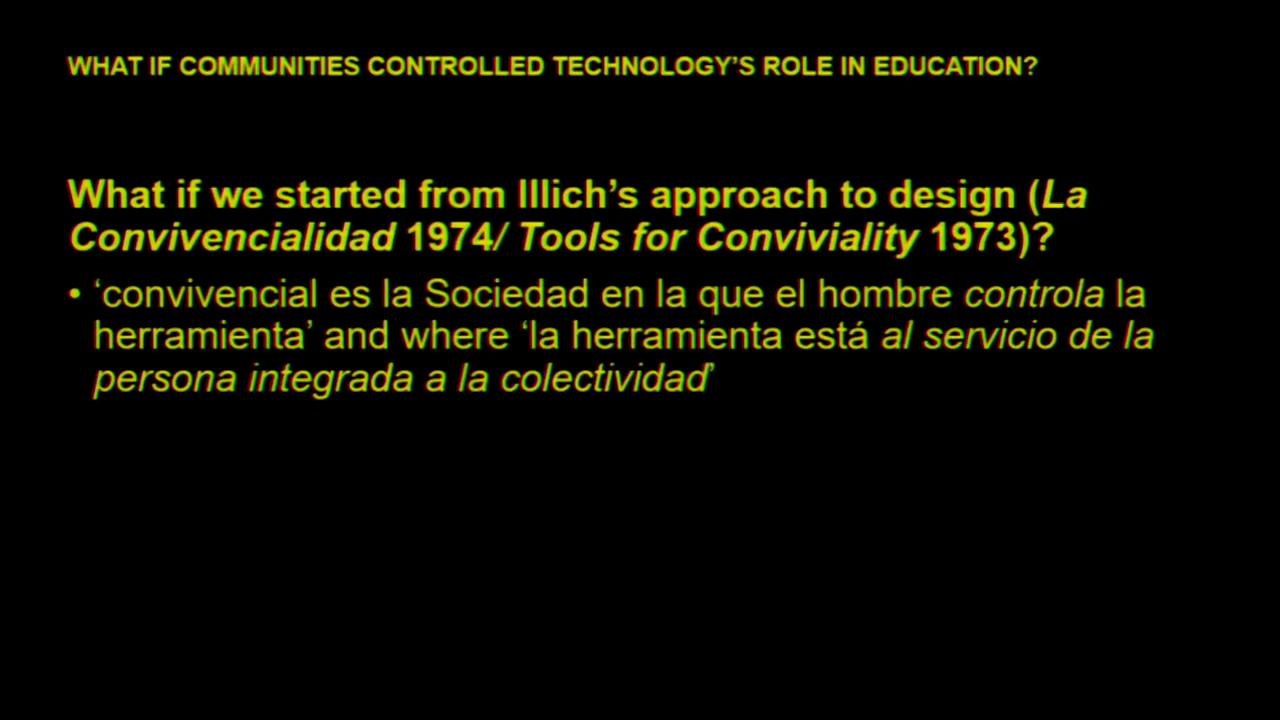 WHAT IF COMMUNITIES CONTROLLED TECHNOLOGY’S ROLE IN EDUCATION?
What if we started from Illich’s approach to design (La
Convivencialidad 1974/ Tools for Conviviality 1973)?
• ‘convivencial es la Sociedad en la que el hombre controla la
herramienta’ and where ‘la herramienta está al servicio de la
persona integrada a la colectividad’